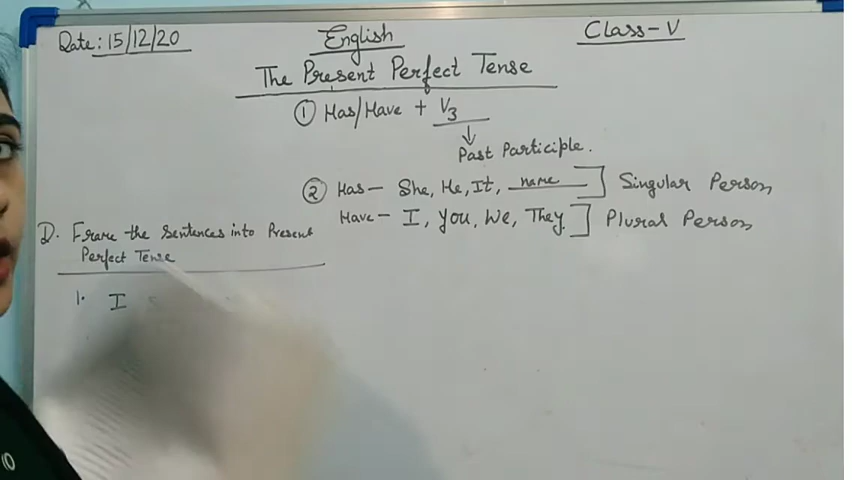 Date: 15/12/20
English
Class-V
The Present Perfect Tense
① Has/Have + V3
Past Participle.
② Has- She, He, It, name ] Singular Person
Have- I, You, We, They. ] Plural Person
D. Frame the Sentences into Present
Perfect Tense
1. I